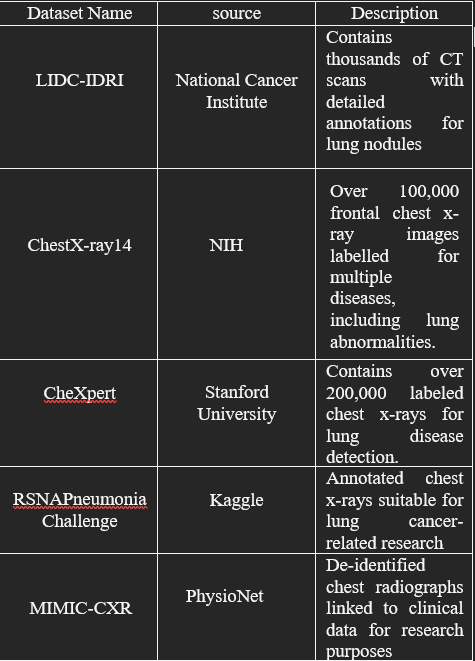 Dataset Name source Description
LIDC-IDRI
National Cancer
Institute
Contains
thousands of CT
scans with
detailed
annotations for
lung nodules
ChestX-ray14
NIH
Over 100,000
frontal chest x-
ray images
labelled for
multiple
diseases,
including lung
abnormalities.
CheXpert
Stanford
University
Contains over
200,000 labeled
chest x-rays for
lung disease
detection.
RSNAPneumonia
Challenge
Kaggle
Annotated chest
x-rays suitable for
lung cancer-
related research
MIMIC-CXR
PhysioNet
De-identified
chest radiographs
linked to clinical
data for research
purposes